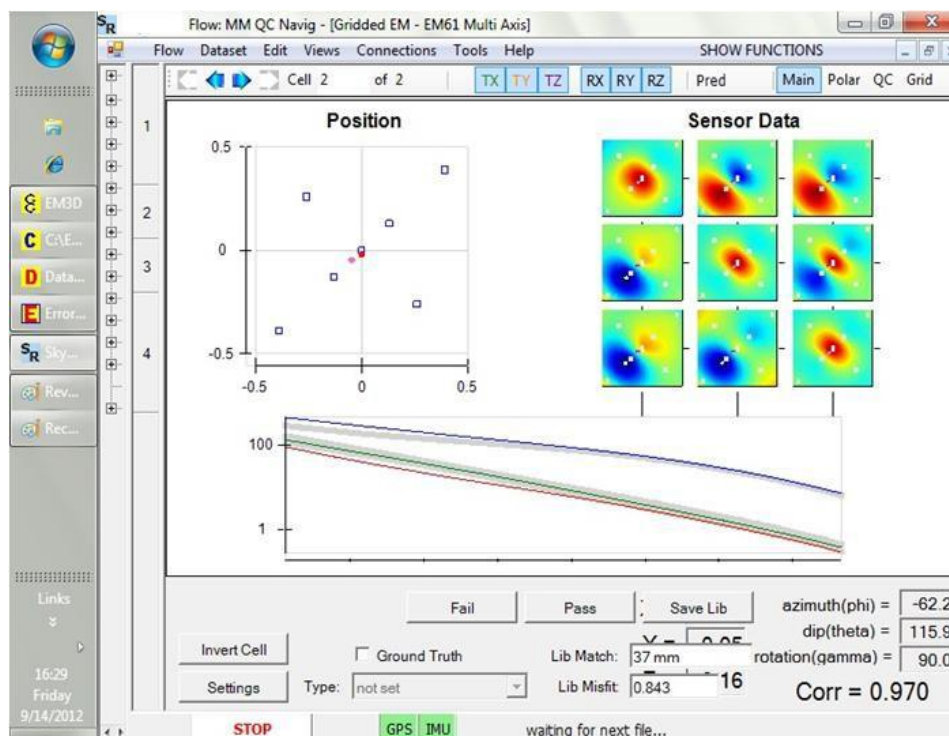 SR Flow: MM QC Navig - [Gridded EM - EM61 Multi Axis]
Flow Dataset Edit Views Connections Tools Help SHOW FUNCTIONS
Cell 2 of 2 TX TY TZ RX RY RZ Pred Main Polar QC Grid
1
2
3
4
EM3D
C C:\E...
D Data...
E Error...
SR Sky...
Rev...
Rec...
Links
16:29
Friday
9/14/2012
Position
0.5
0
-0.5
-0.5 0 0.5
Sensor Data
100
1
Fail Pass Save Lib azimuth(phi) = -62.2
dip(theta) = 115.9
Invert Cell Ground Truth Lib Match: 37 mm rotation(gamma) = 90.0
Settings Type: not set Lib Misfit: 0.843 16 Corr = 0.970
STOP GPS IMU waiting for next file...